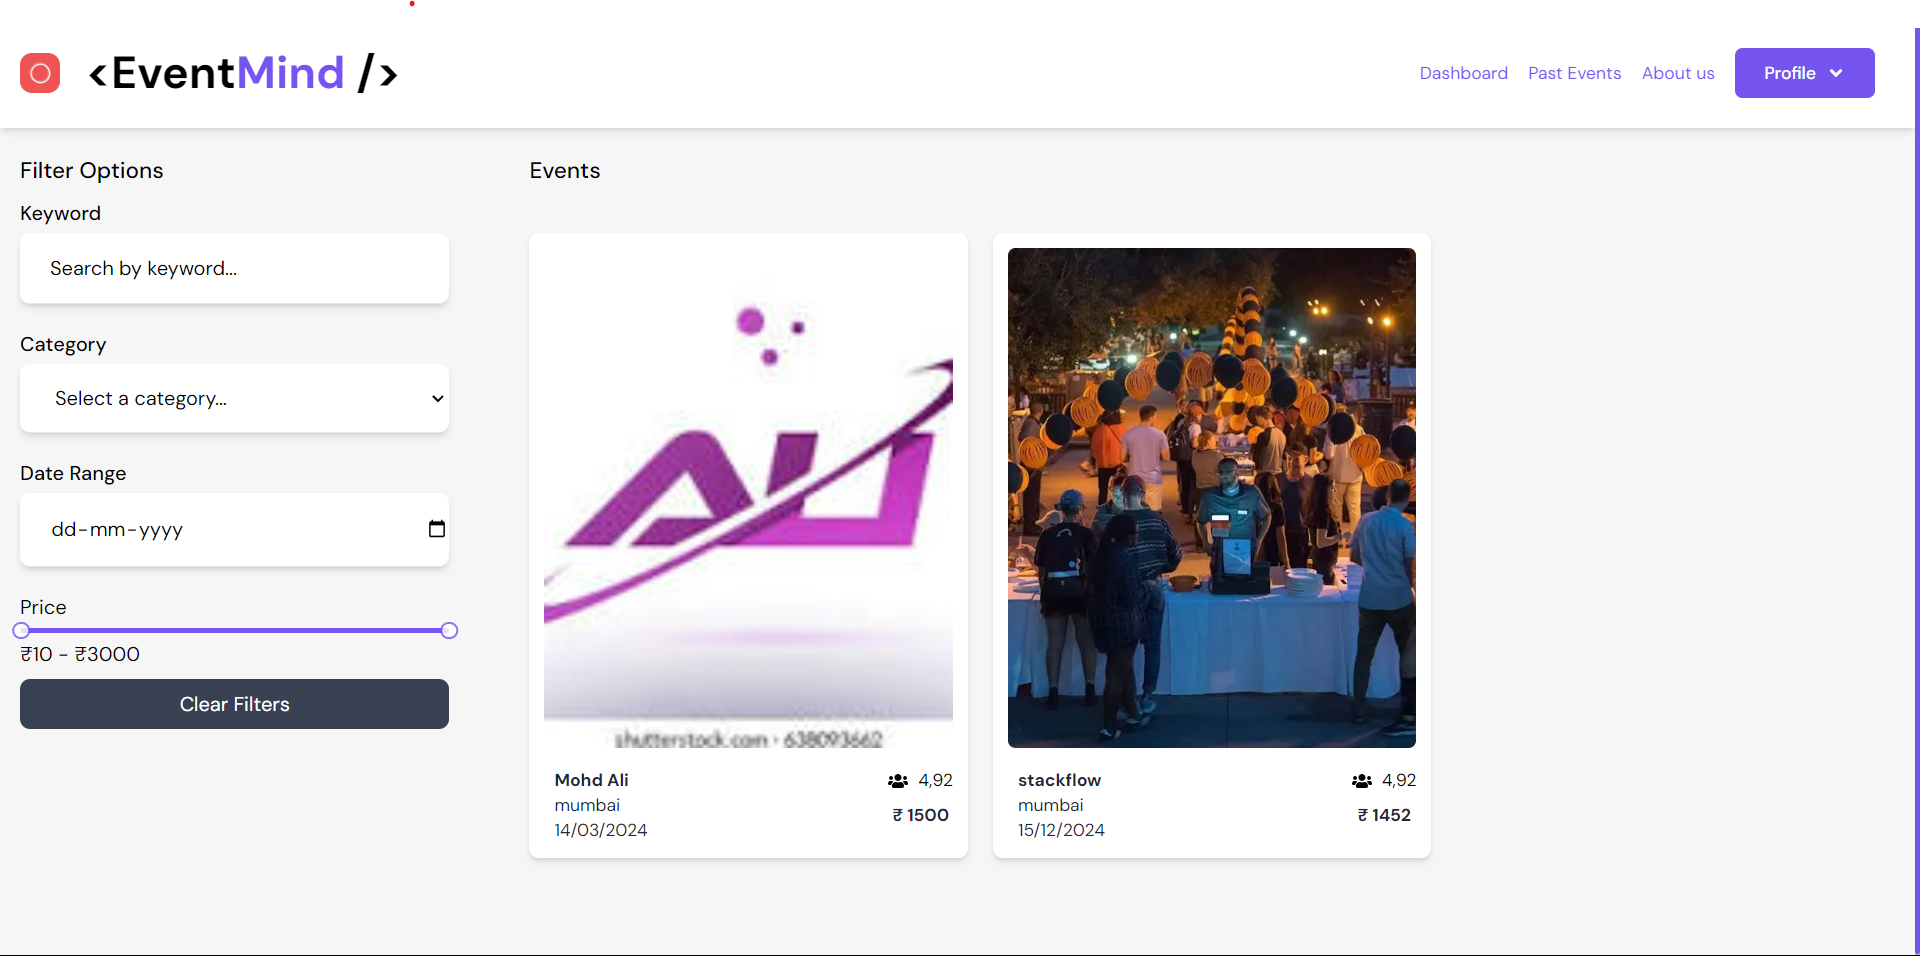 <EventMind />
Dashboard
Past Events
About us
Profile
Filter Options
Keyword
Search by keyword...
Category
Select a category...
Date Range
dd-mm-yyyy
Price
₹10 - ₹3000
Clear Filters
Events
ALI
shutterstock.com · 638093662
Mohd Ali
4,92
mumbai
₹ 1500
14/03/2024
stackflow
4,92
mumbai
₹ 1452
15/12/2024